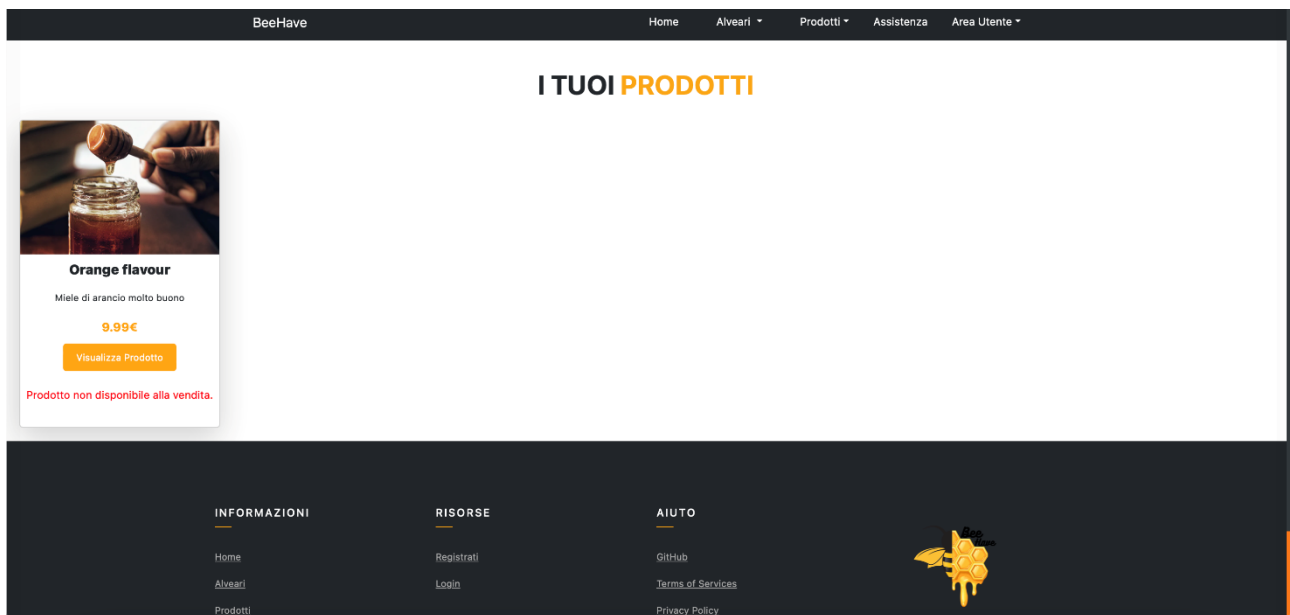 BeeHave Home Alveari Prodotti Assistenza Area Utente
I TUOI PRODOTTI
Orange flavour
Miele di arancio molto buono
9.99€
Visualizza Prodotto
Prodotto non disponibile alla vendita.
INFORMAZIONI
Home
Alveari
Prodotti
RISORSE
Registrati
Login
AIUTO
GitHub
Terms of Services
Privacy Policy
Bee
Have